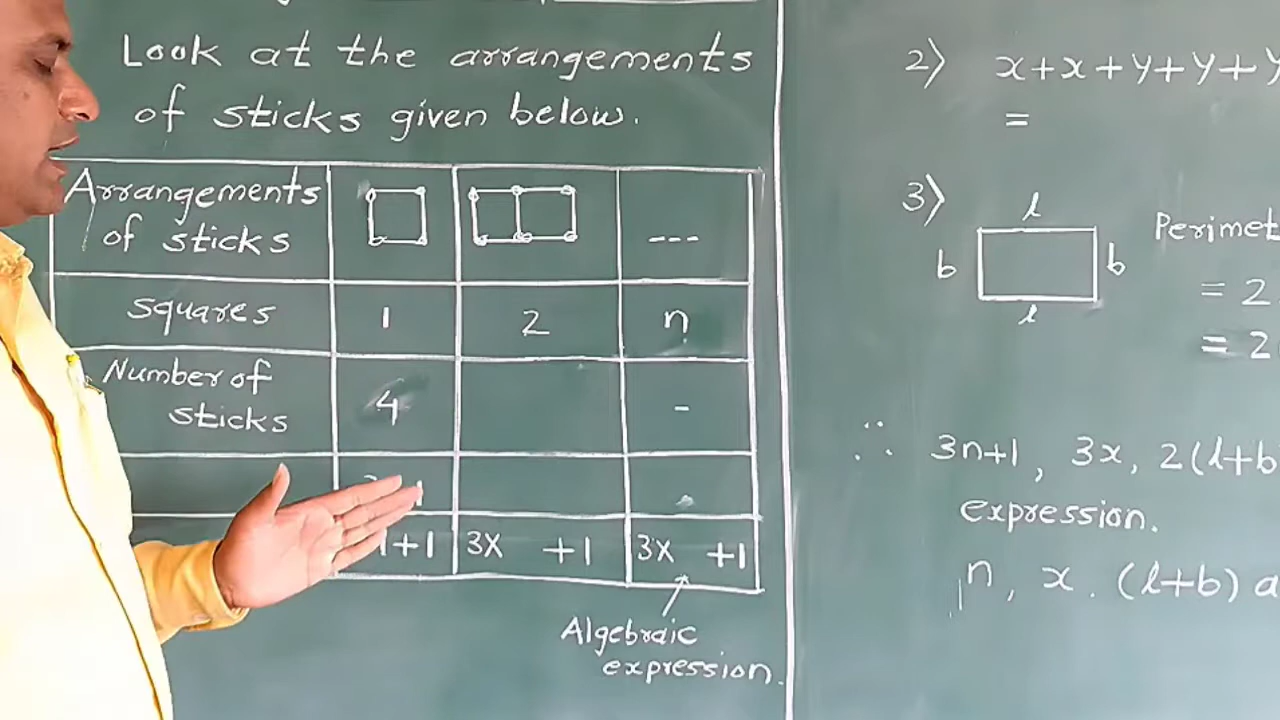 Look at the arrangements
of sticks given below.
Arrangements
of sticks
---
squares 1 2 n
Number of
sticks
4 -
1+1 3x +1 3x +1
Algebraic
expression.
2) x+x+y+y+y
=
3)
l
b b
l
Perimet
= 2
= 2
∴ 3n+1, 3x, 2(l+b
expression.
n, x. (l+b) a